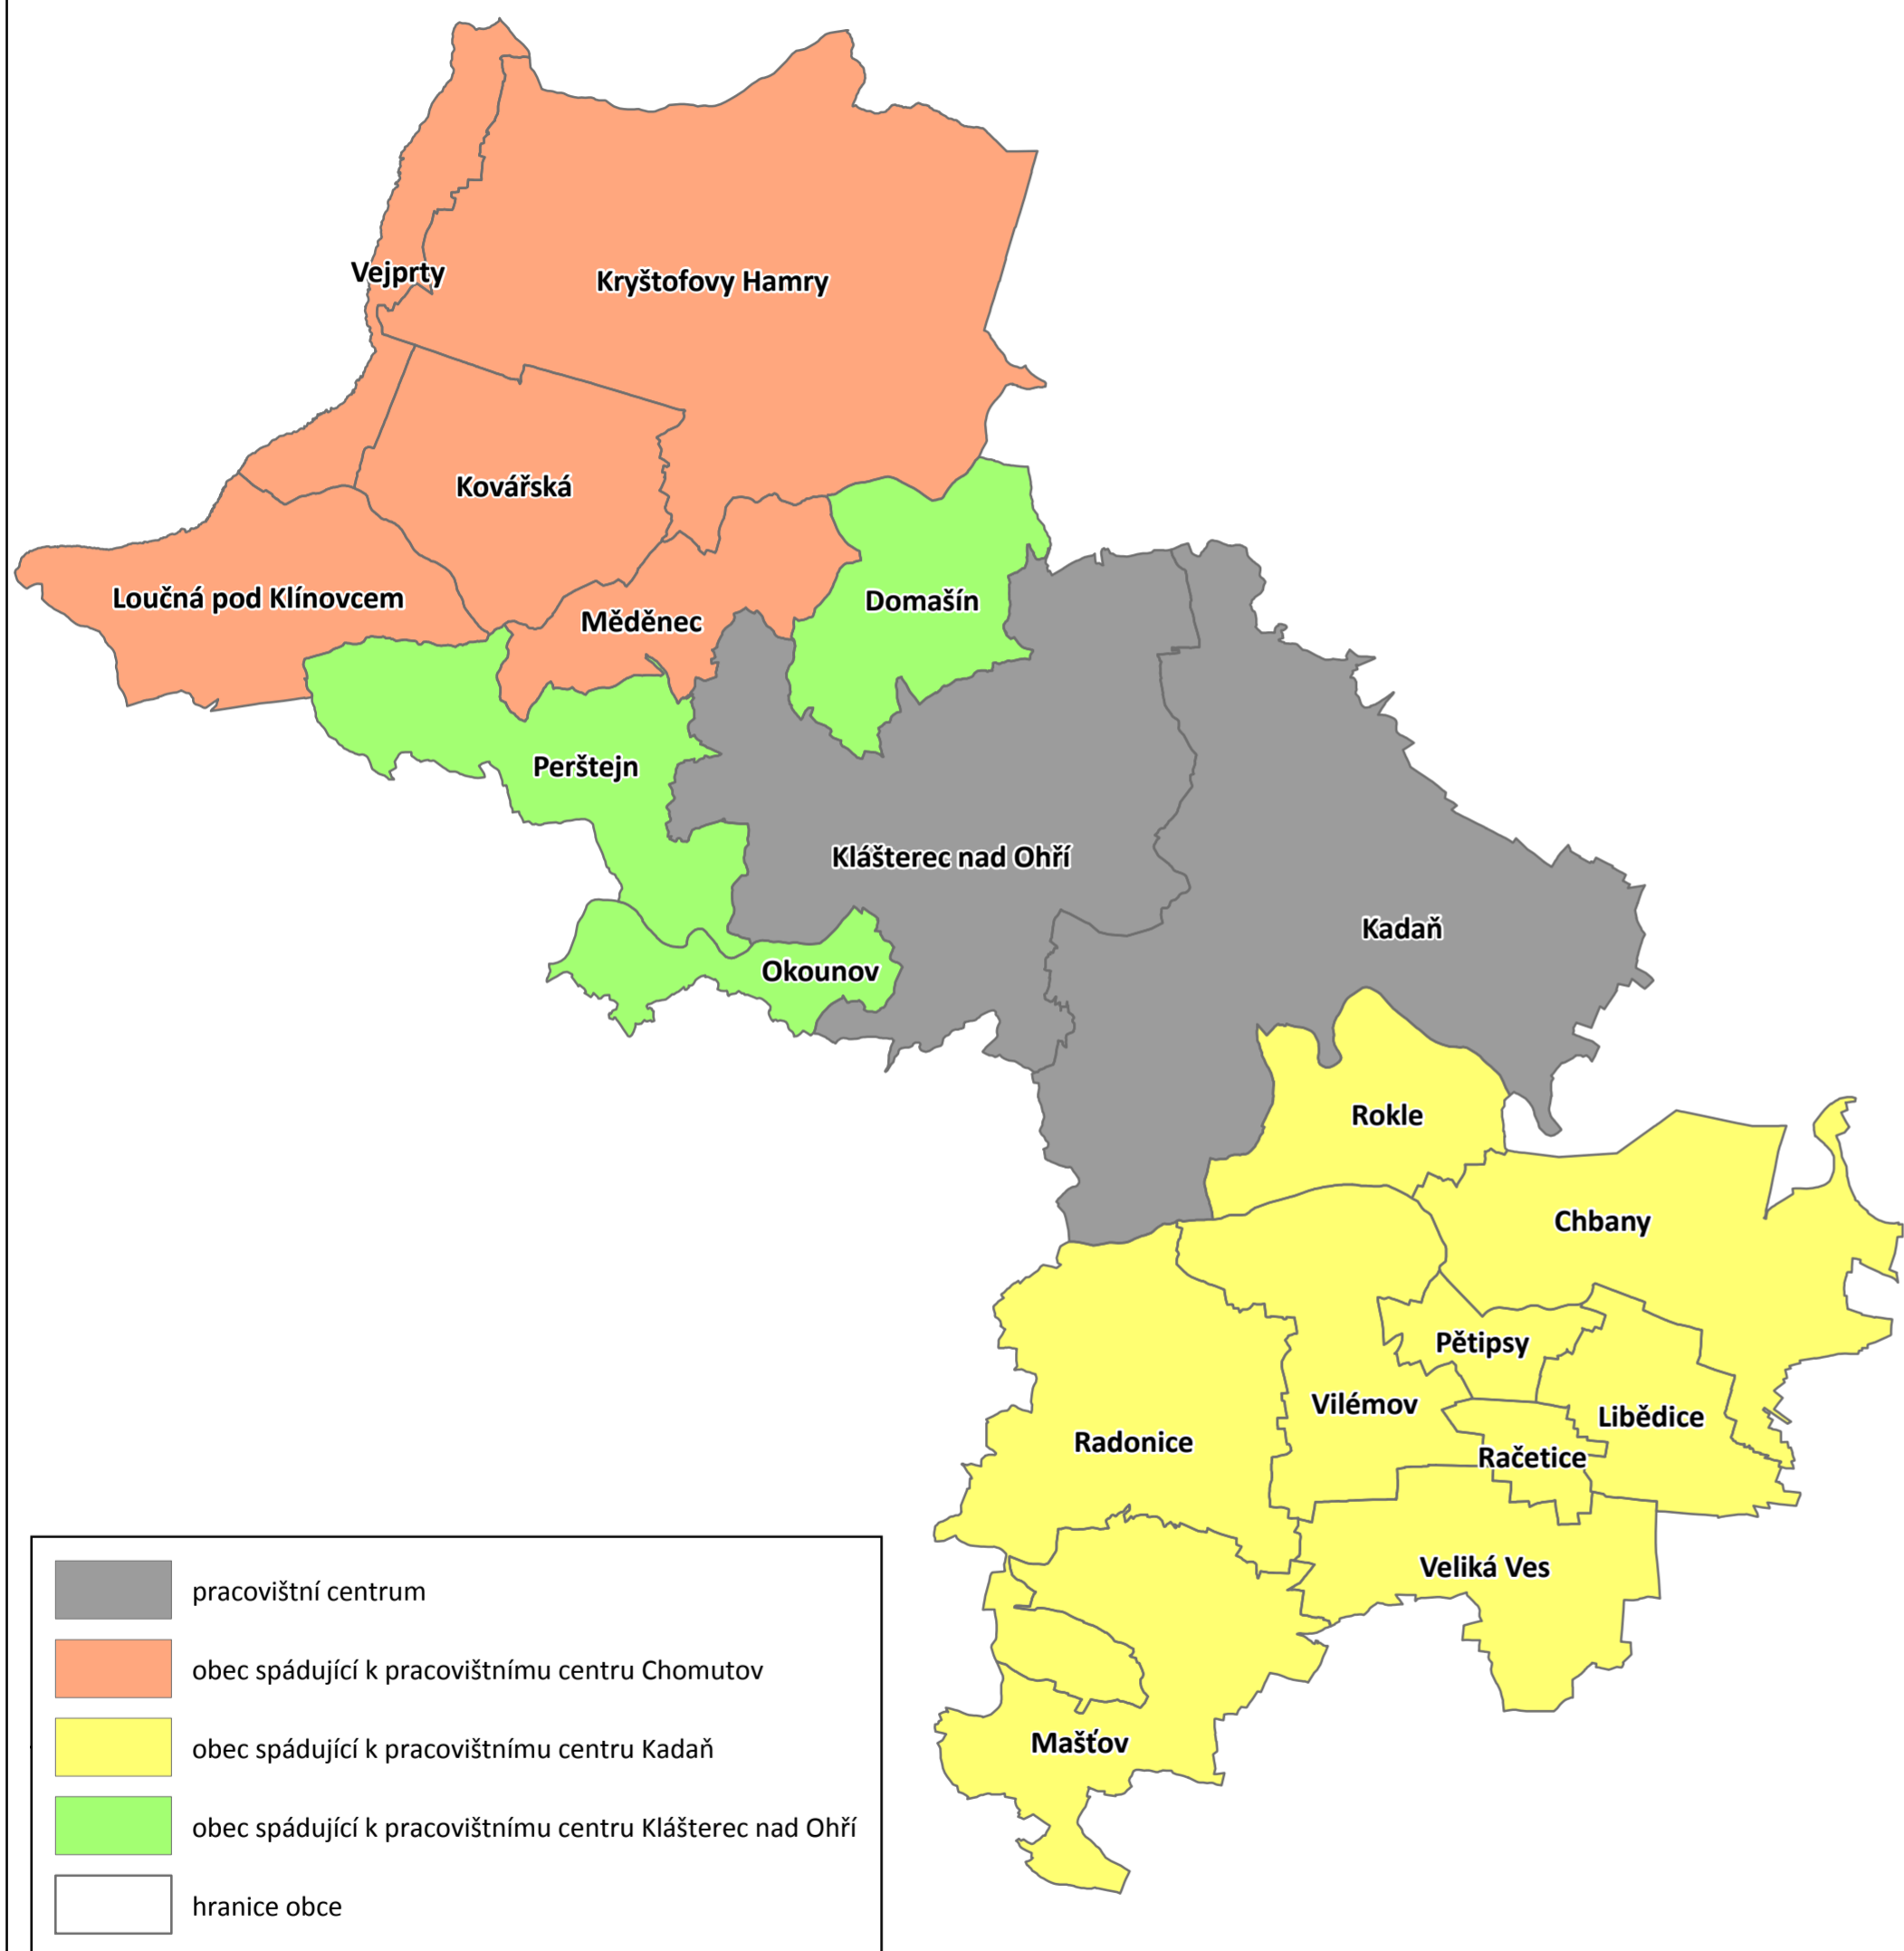 Vejprty
Kryštofovy Hamry
Kovářská
Loučná pod Klínovcem
Měděnec
Domašín
Perštejn
Klášterec nad Ohří
Kadaň
Okounov
Rokle
Chbany
Pětipsy
Vilémov
Libědice
Radonice
Račetice
Veliká Ves
Mašťov
pracovištní centrum
obec spádující k pracovištnímu centru Chomutov
obec spádující k pracovištnímu centru Kadaň
obec spádující k pracovištnímu centru Klášterec nad Ohří
hranice obce